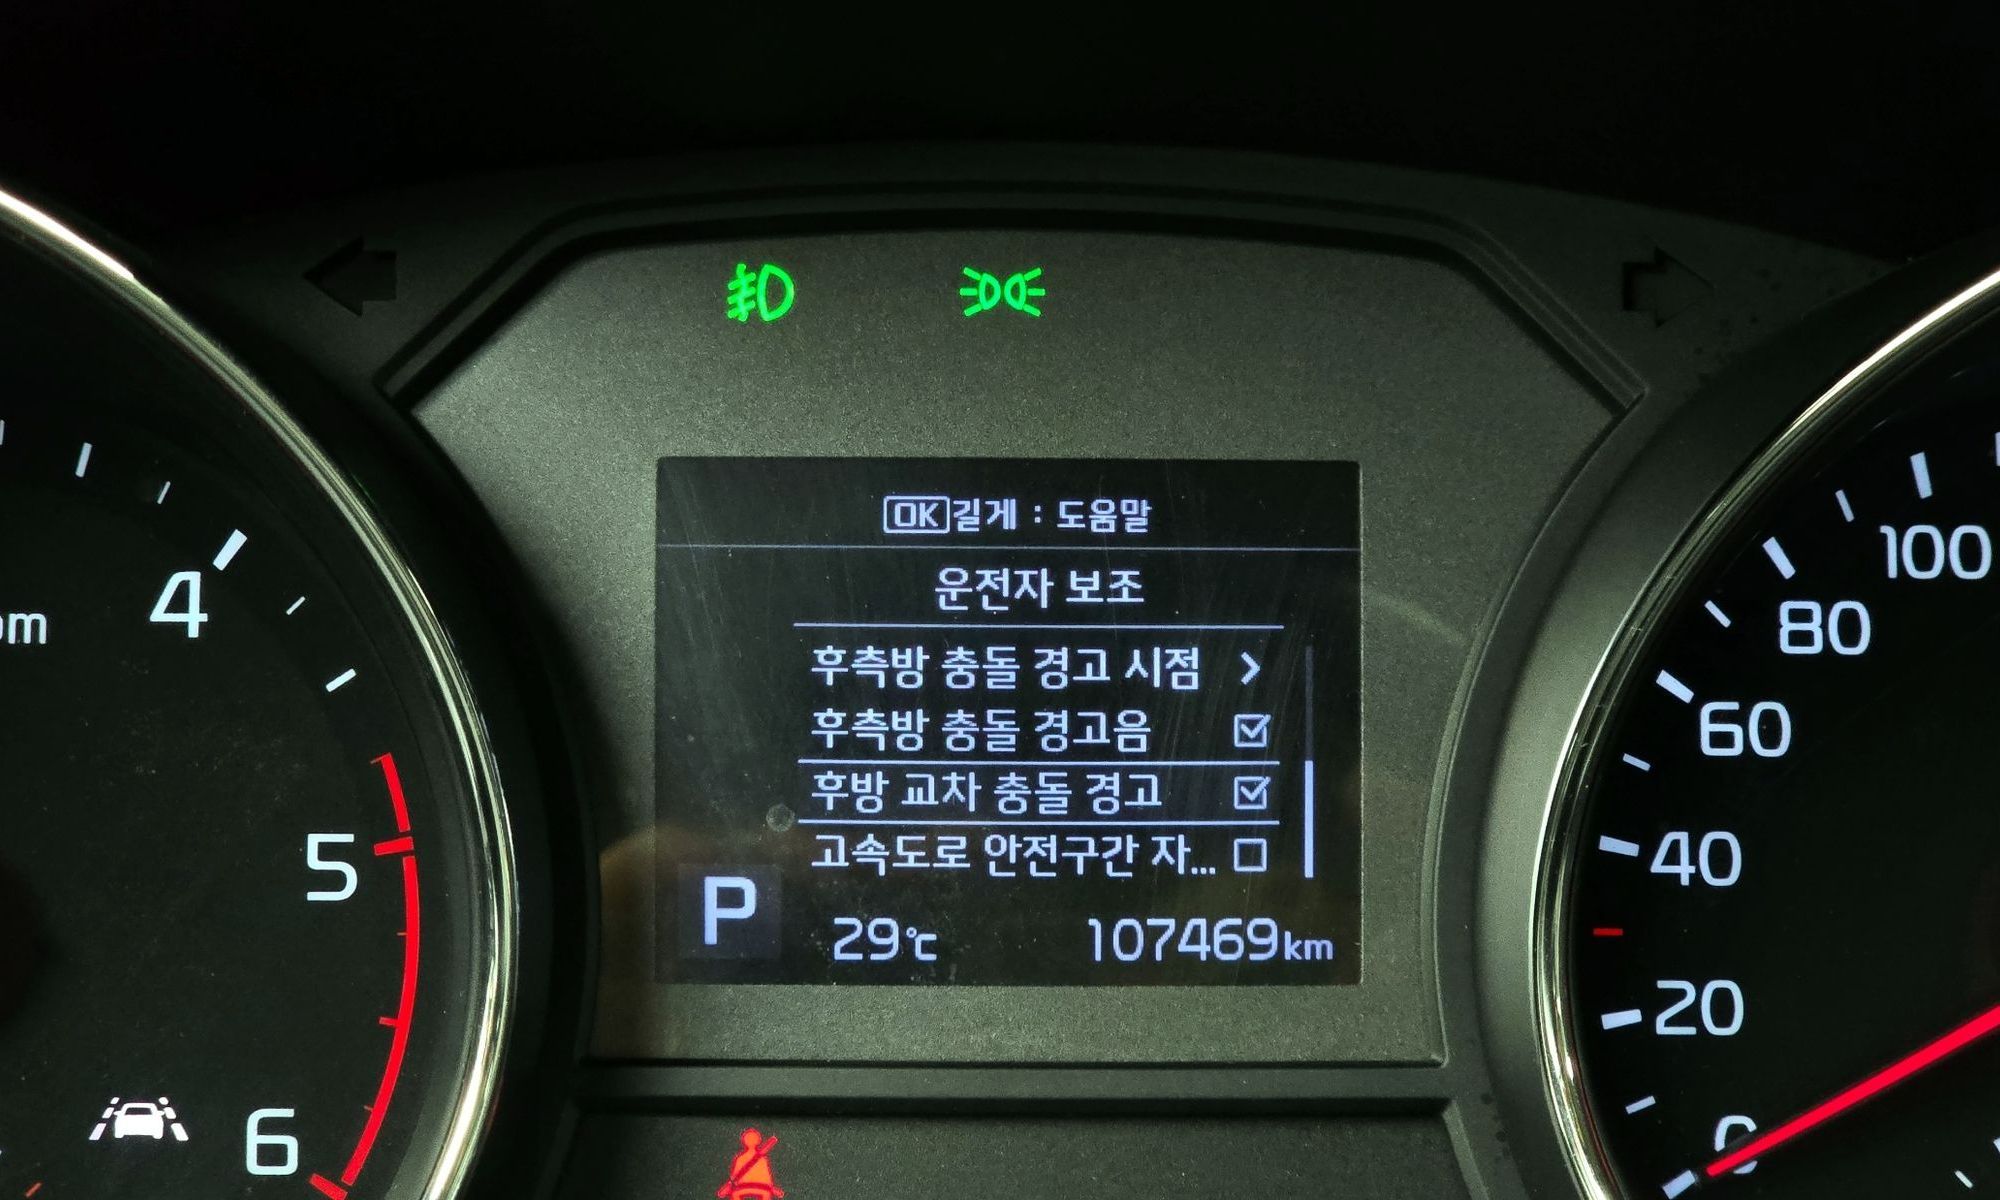 OK 길게 : 도움말
운전자 보조
후측방 충돌 경고 시점 >
후측방 충돌 경고음
후방 교차 충돌 경고
고속도로 안전구간 자...
P 29℃ 107469km
4
5
6
100
80
60
40
20
0